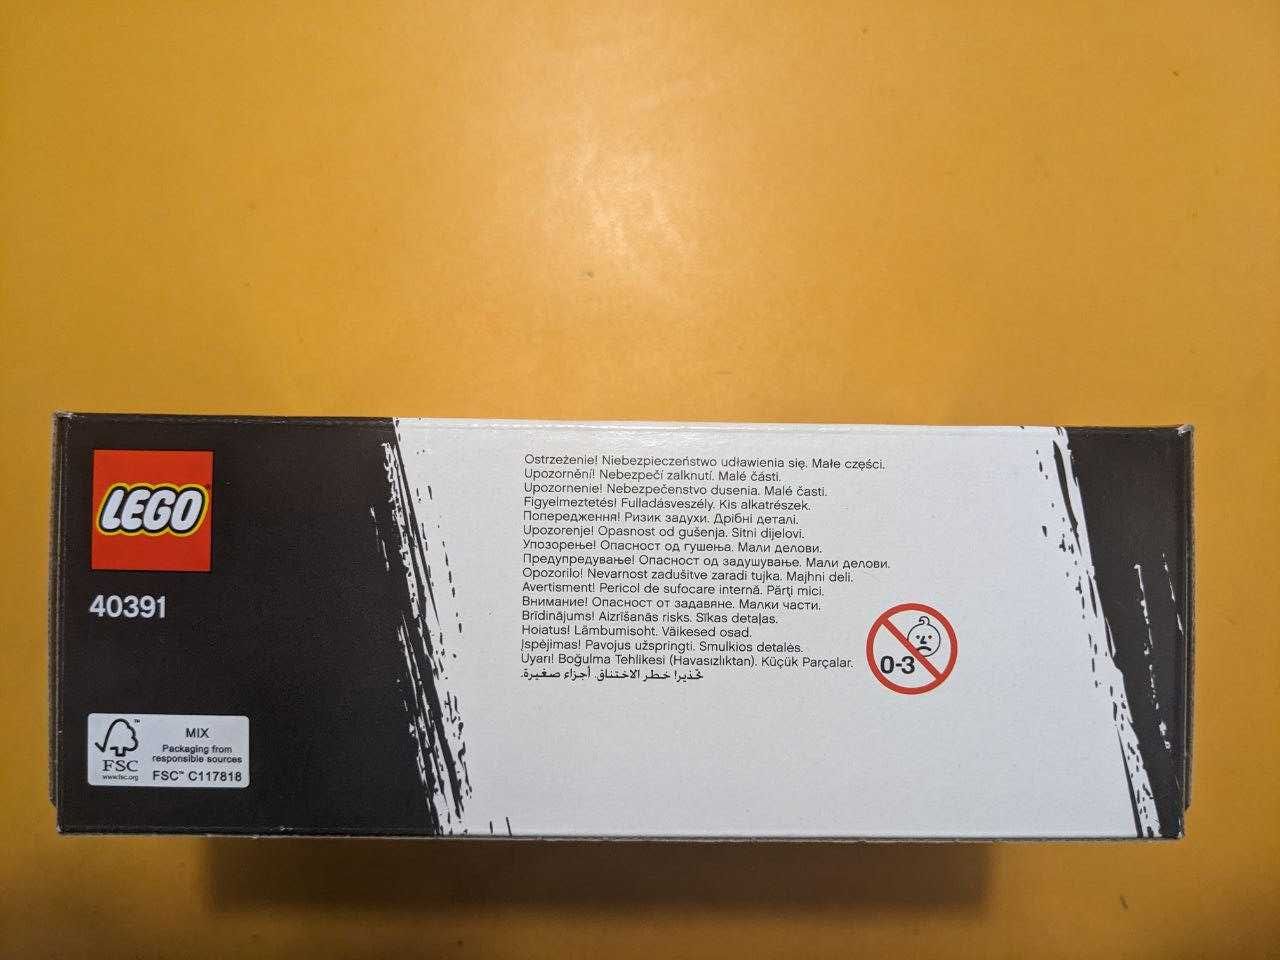 LEGO
40391
Ostrzeżenie! Niebezpieczeństwo udławienia się. Małe części.
Upozornění! Nebezpečí zalknutí. Malé části.
Upozornenie! Nebezpečenstvo dusenia. Malé časti.
Figyelmeztetés! Fulladásveszély. Kis alkatrészek.
Попередження! Ризик задухи. Дрібні деталі.
Upozorenje! Opasnost od gušenja. Sitni dijelovi.
Упозорење! Опасност од гушења. Мали делови.
Предупредување! Опасност од задушување. Мали делови.
Opozorilo! Nevarnost zadušitve zaradi tujka. Majhni deli.
Avertisment! Pericol de sufocare internă. Părţi mici.
Внимание! Опасност от задавяне. Малки части.
Brīdinājums! Aizrīšanās risks. Sīkas detaļas.
Hoiatus! Lämbumisoht. Väikesed osad.
Įspėjimas! Pavojus užspringti. Smulkios detalės.
Uyarı! Boğulma Tehlikesi (Havasızlıktan). Küçük Parçalar.
تحذير! خطر الاختناق. أجزاء صغيرة.
0-3
FSC™
www.fsc.org
MIX
Packaging from
responsible sources
FSC™ C117818